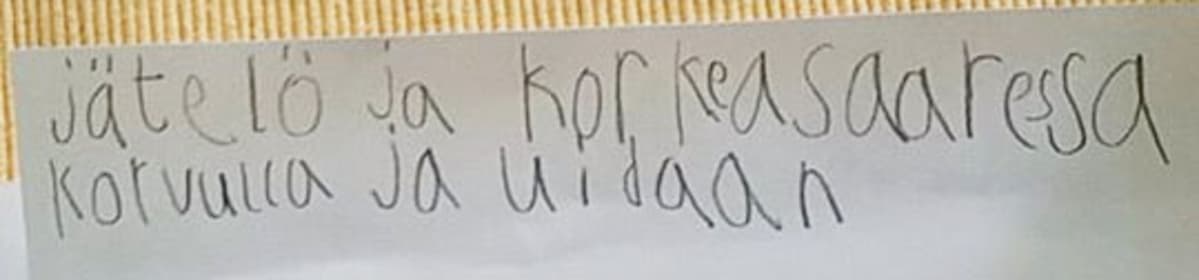 jätelö ja korkeasaaressa
korvulla ja uidaan